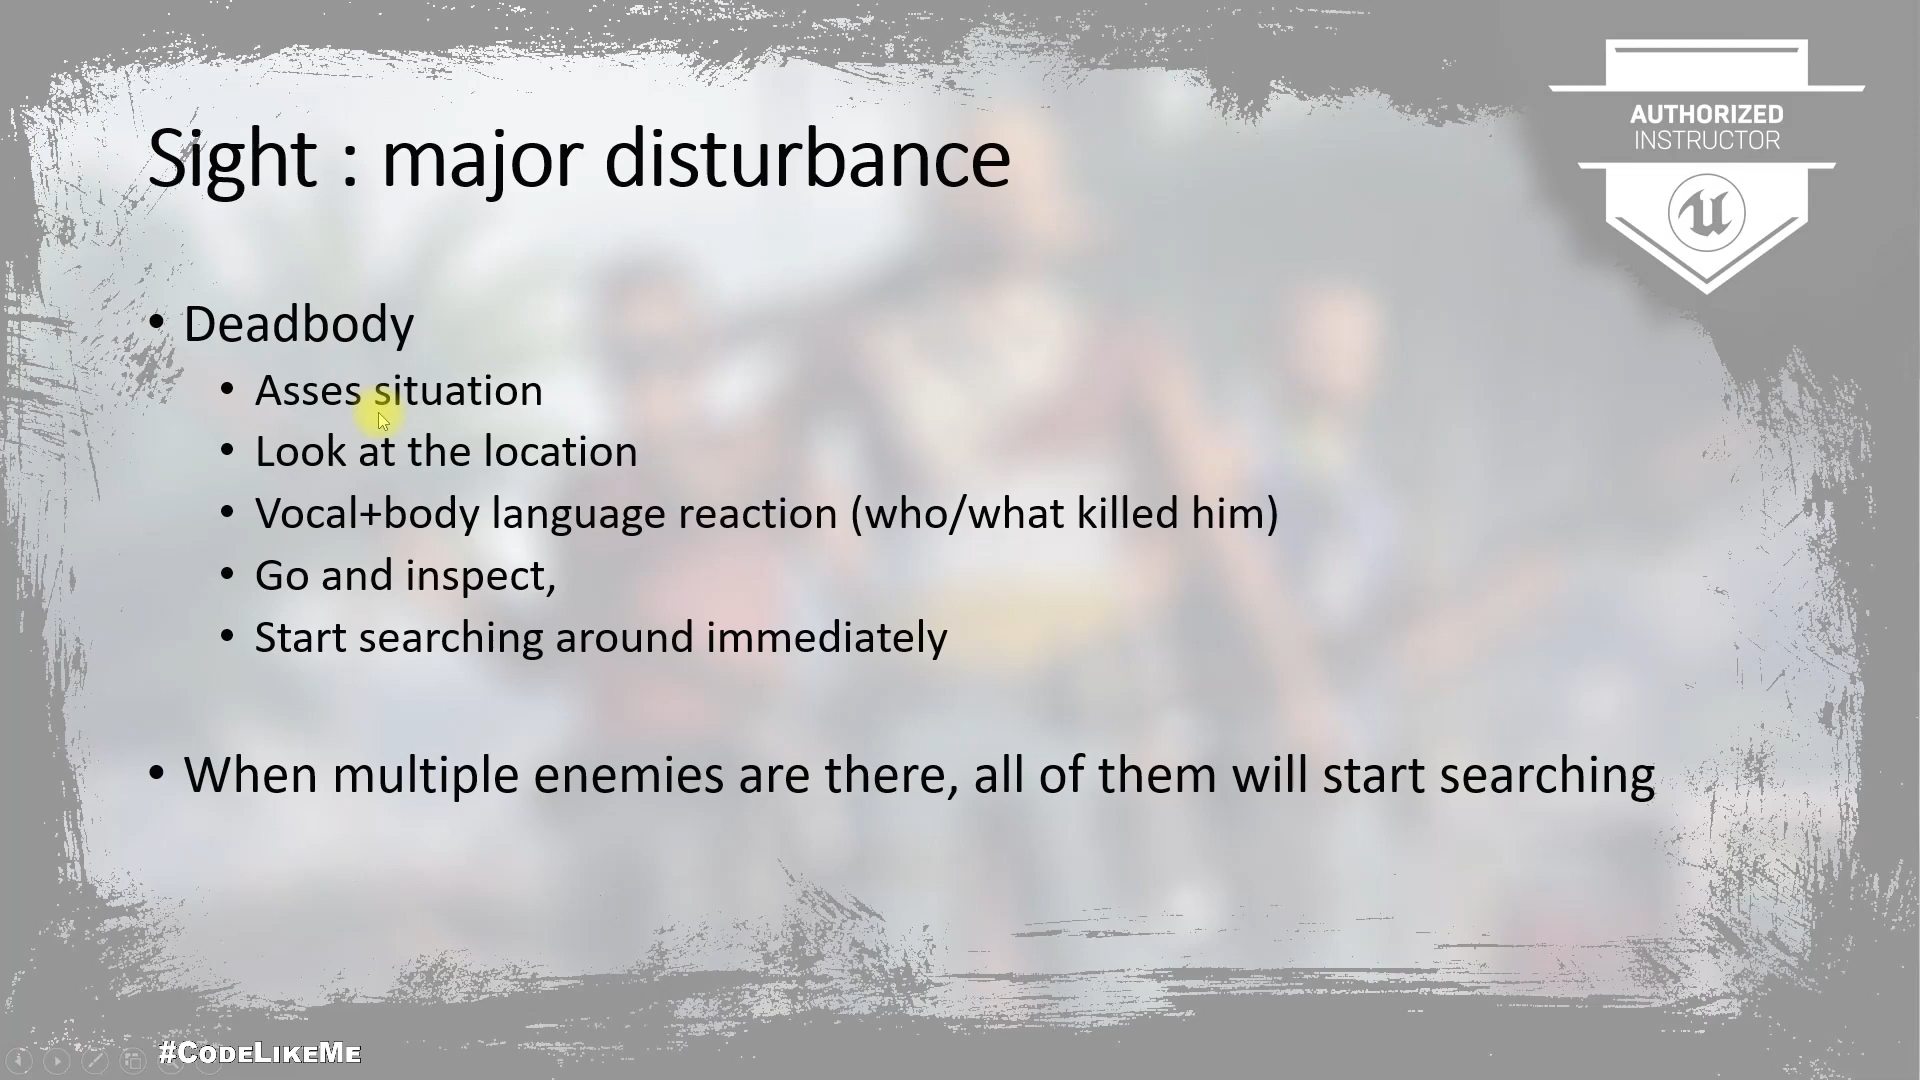 Sight : major disturbance
AUTHORIZED
INSTRUCTOR
• Deadbody
• Asses situation
• Look at the location
• Vocal+body language reaction (who/what killed him)
• Go and inspect,
• Start searching around immediately
• When multiple enemies are there, all of them will start searching
#CodeLikeMe